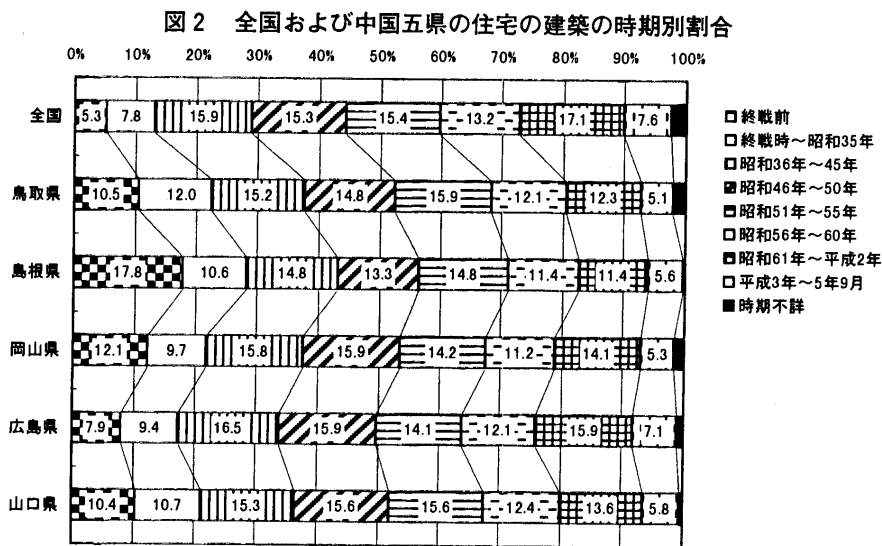 図2 全国および中国五県の住宅の建築の時期別割合
0% 10% 20% 30% 40% 50% 60% 70% 80% 90% 100%
全国 5.3 7.8 15.9 15.3 15.4 13.2 17.1 7.6
鳥取県 10.5 12.0 15.2 14.8 15.9 12.1 12.3 5.1
島根県 17.8 10.6 14.8 13.3 14.8 11.4 11.4 5.6
岡山県 12.1 9.7 15.8 15.9 14.2 11.2 14.1 5.3
広島県 7.9 9.4 16.5 15.9 14.1 12.1 15.9 7.1
山口県 10.4 10.7 15.3 15.6 15.6 12.4 13.6 5.8
終戦前
終戦時～昭和35年
昭和36年～45年
昭和46年～50年
昭和51年～55年
昭和56年～60年
昭和61年～平成2年
平成3年～5年9月
時期不詳